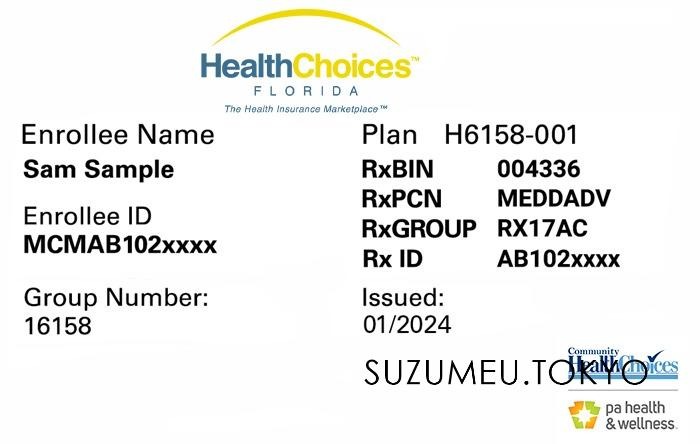 HealthChoices™
FLORIDA
The Health Insurance Marketplace™
Enrollee Name
Sam Sample
Enrollee ID
MCMAB102xxxx
Group Number:
16158
Plan H6158-001
RxBIN 004336
RxPCN MEDDADV
RxGROUP RX17AC
Rx ID AB102xxxx
Issued:
01/2024
Community
HealthChoices
SUZUMEU.TOKYO
pa health
& wellness.